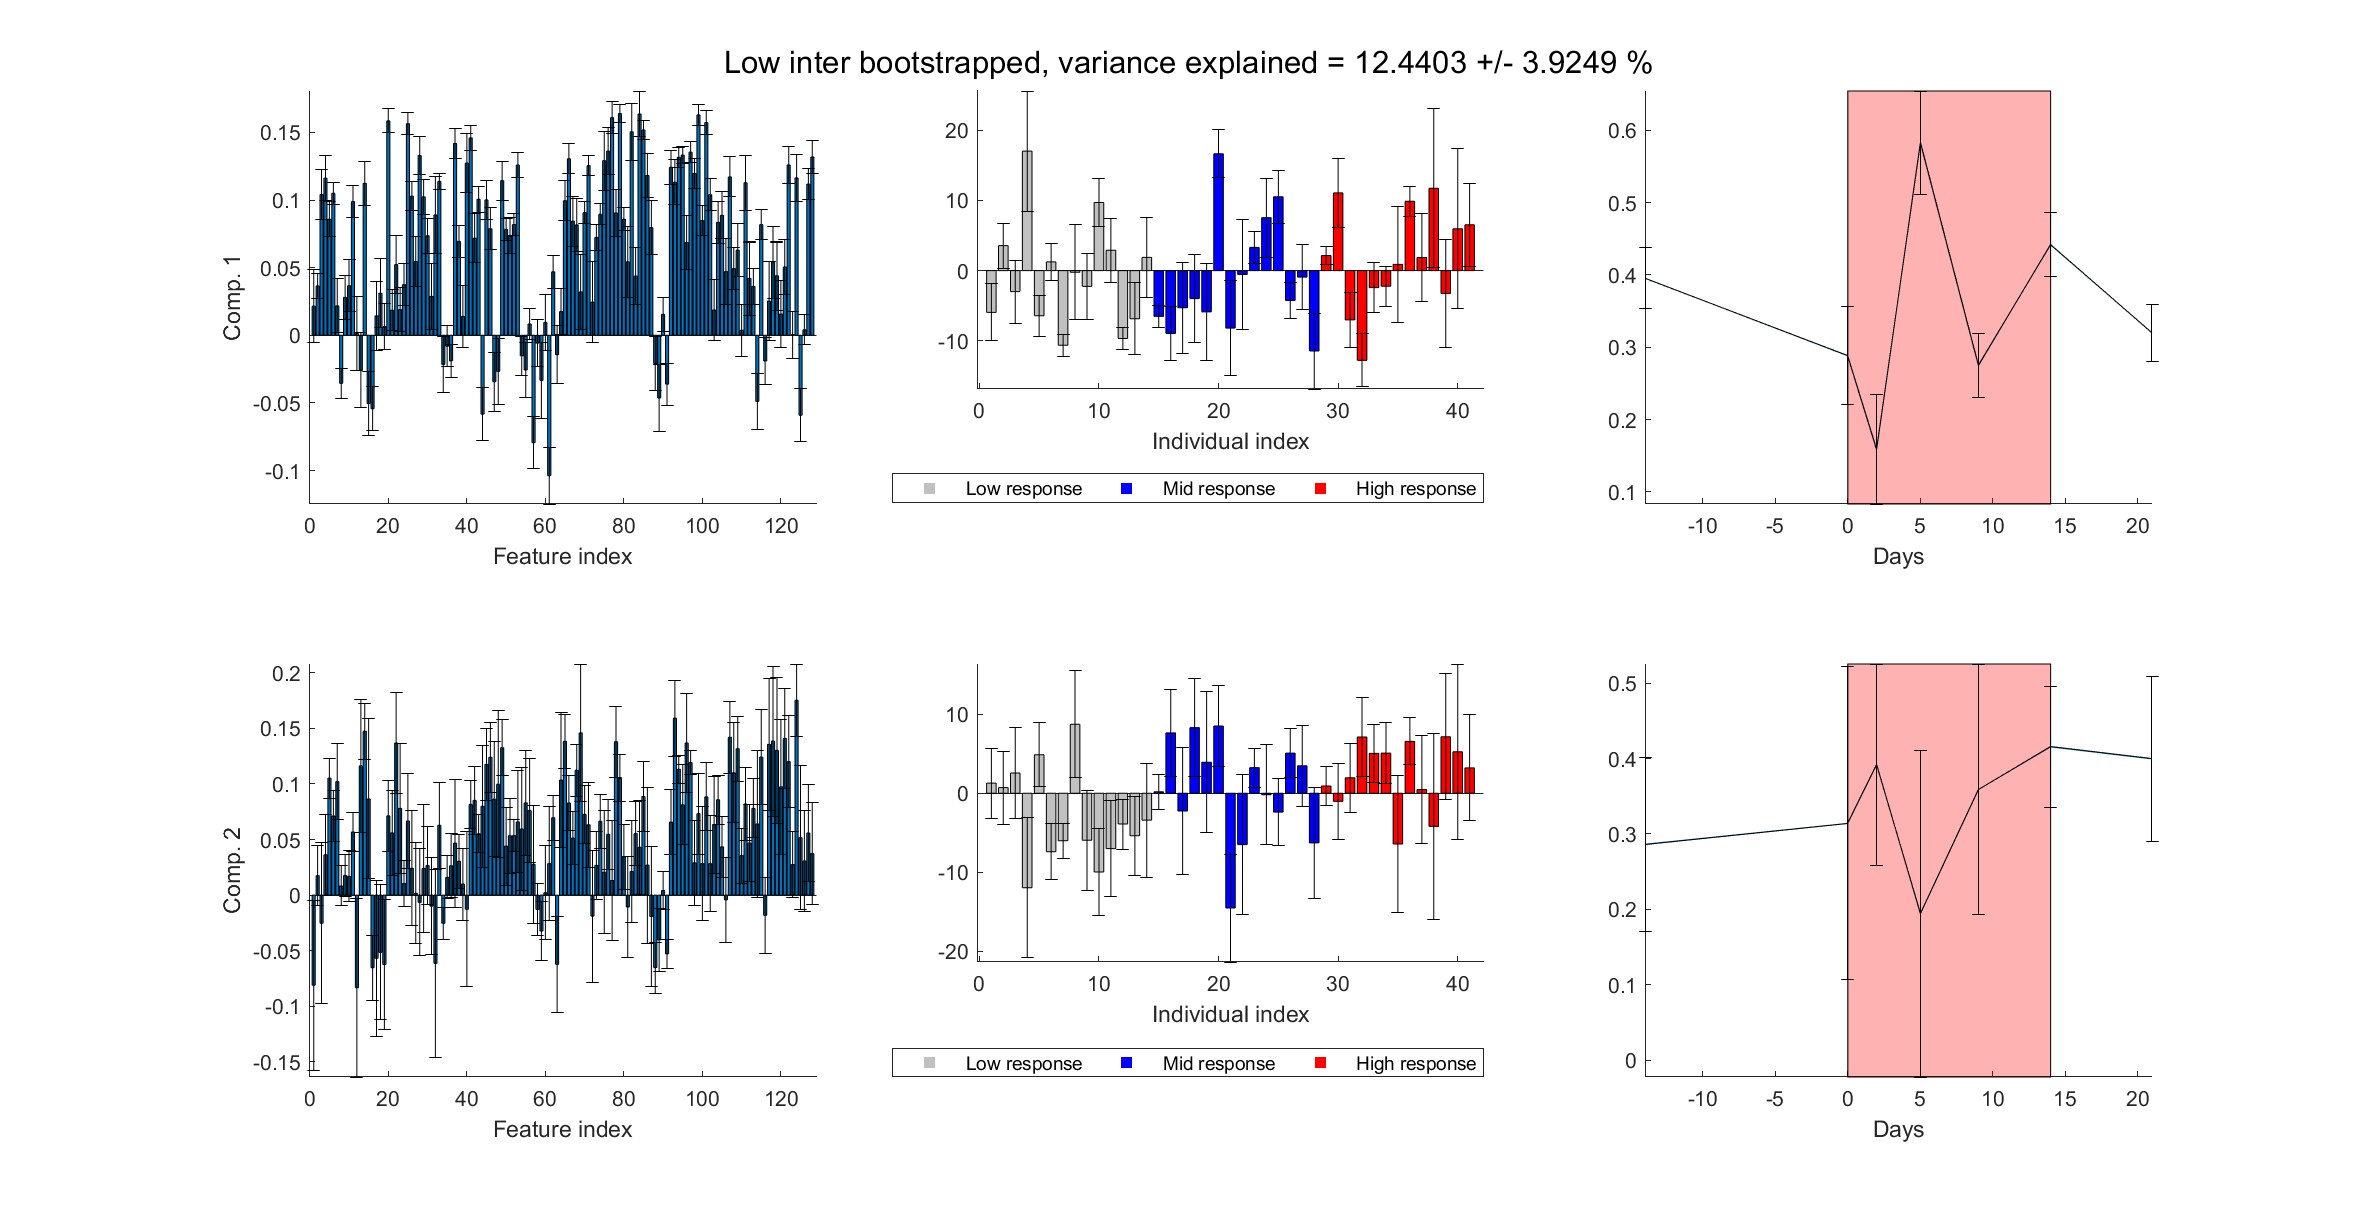 Low inter bootstrapped, variance explained = 12.4403 +/- 3.9249 %
Comp. 1
0.15
0.1
0.05
0
-0.05
-0.1
0 20 40 60 80 100 120
Feature index
20
10
0
-10
0 10 20 30 40
Individual index
Low response Mid response High response
0.6
0.5
0.4
0.3
0.2
0.1
-10 -5 0 5 10 15 20
Days
Comp. 2
0.2
0.15
0.1
0.05
0
-0.05
-0.1
-0.15
0 20 40 60 80 100 120
Feature index
10
0
-10
-20
0 10 20 30 40
Individual index
Low response Mid response High response
0.5
0.4
0.3
0.2
0.1
0
-10 -5 0 5 10 15 20
Days